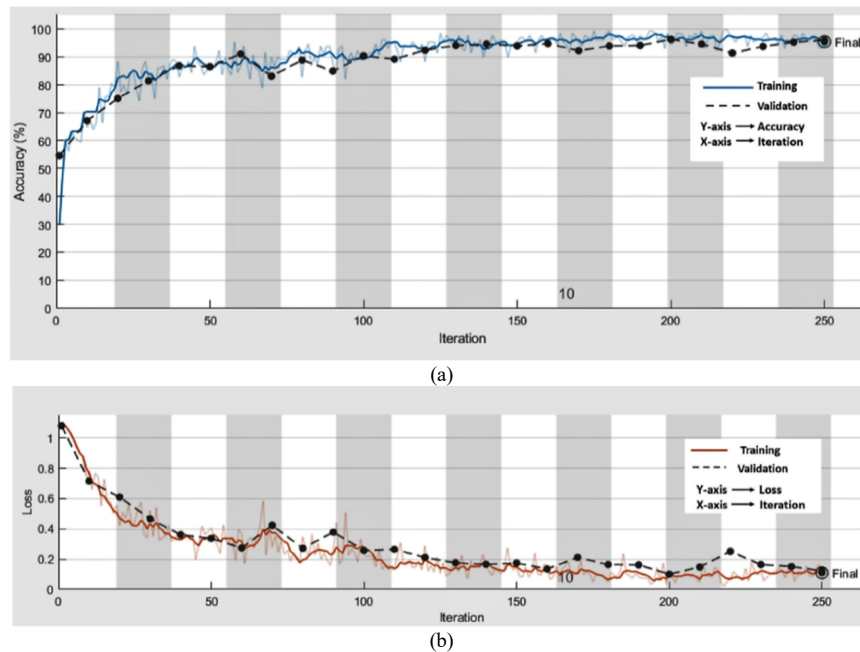 100
90
80
70
60
50
40
30
20
10
0
Accuracy (%)
Final
Training
Validation
Y-axis → Accuracy
X-axis → Iteration
10
0 50 100 150 200 250
Iteration
(a)
1
0.8
0.6
0.4
0.2
0
Loss
Training
Validation
Y-axis → Loss
X-axis → Iteration
10
Final
0 50 100 150 200 250
Iteration
(b)